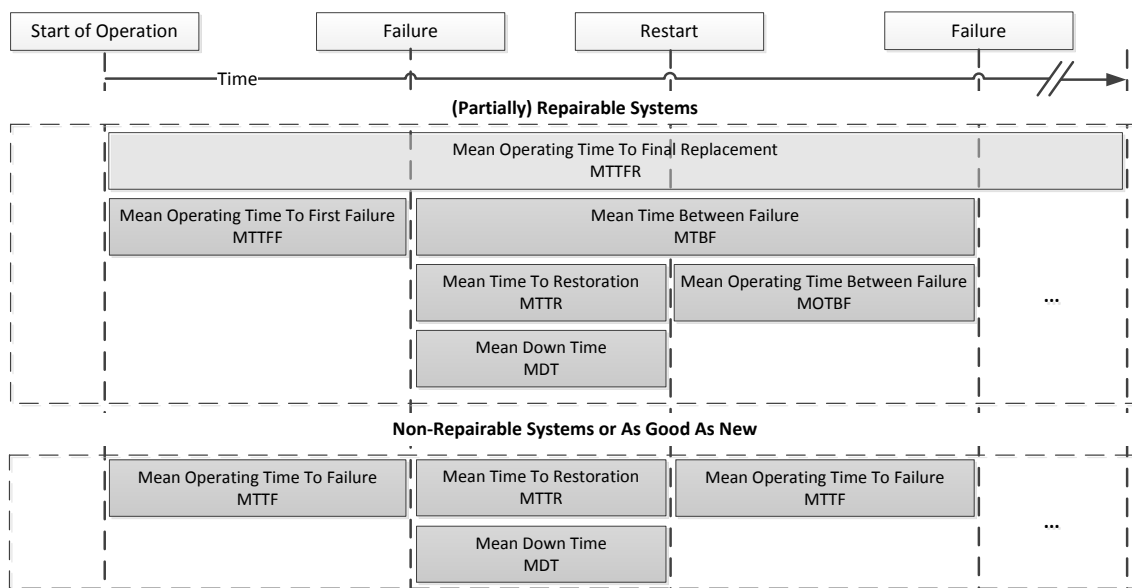 Start of Operation
Failure
Restart
Failure
Time
(Partially) Repairable Systems
Mean Operating Time To Final Replacement
MTTFR
Mean Operating Time To First Failure
MTTFF
Mean Time Between Failure
MTBF
Mean Time To Restoration
MTTR
Mean Operating Time Between Failure
MOTBF
...
Mean Down Time
MDT
Non-Repairable Systems or As Good As New
Mean Operating Time To Failure
MTTF
Mean Time To Restoration
MTTR
Mean Operating Time To Failure
MTTF
...
Mean Down Time
MDT